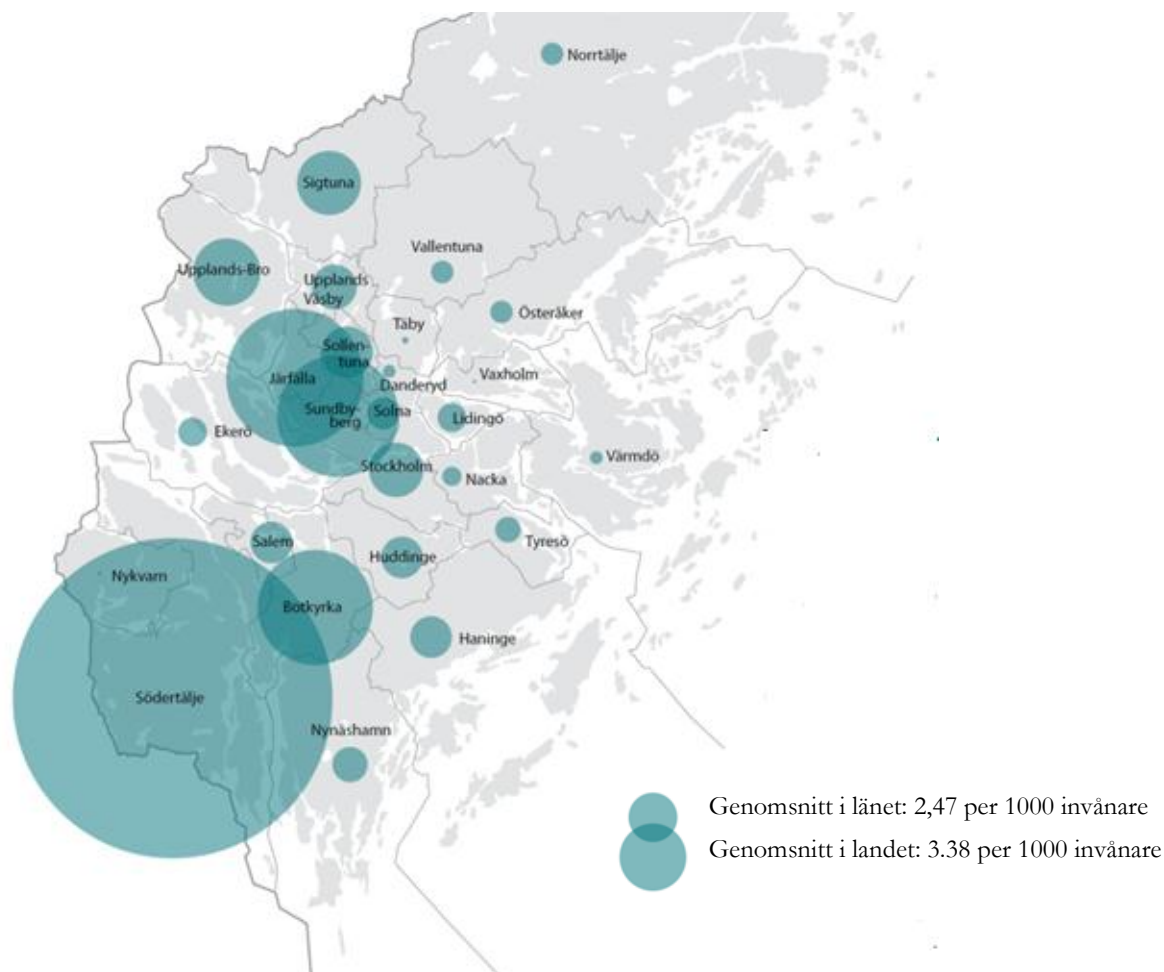 Norrtälje
Sigtuna
Vallentuna
Upplands-Bro
Upplands
Väsby
Österåker
Täby
Sollen-
tuna
Järfälla
Vaxholm
Danderyd
Sundby-
berg
Solna
Lidingö
Ekerö
Stockholm
Värmdö
Nacka
Salem
Tyresö
Huddinge
Nykvarn
Botkyrka
Haninge
Södertälje
Nynäshamn
Genomsnitt i länet: 2,47 per 1000 invånare
Genomsnitt i landet: 3.38 per 1000 invånare